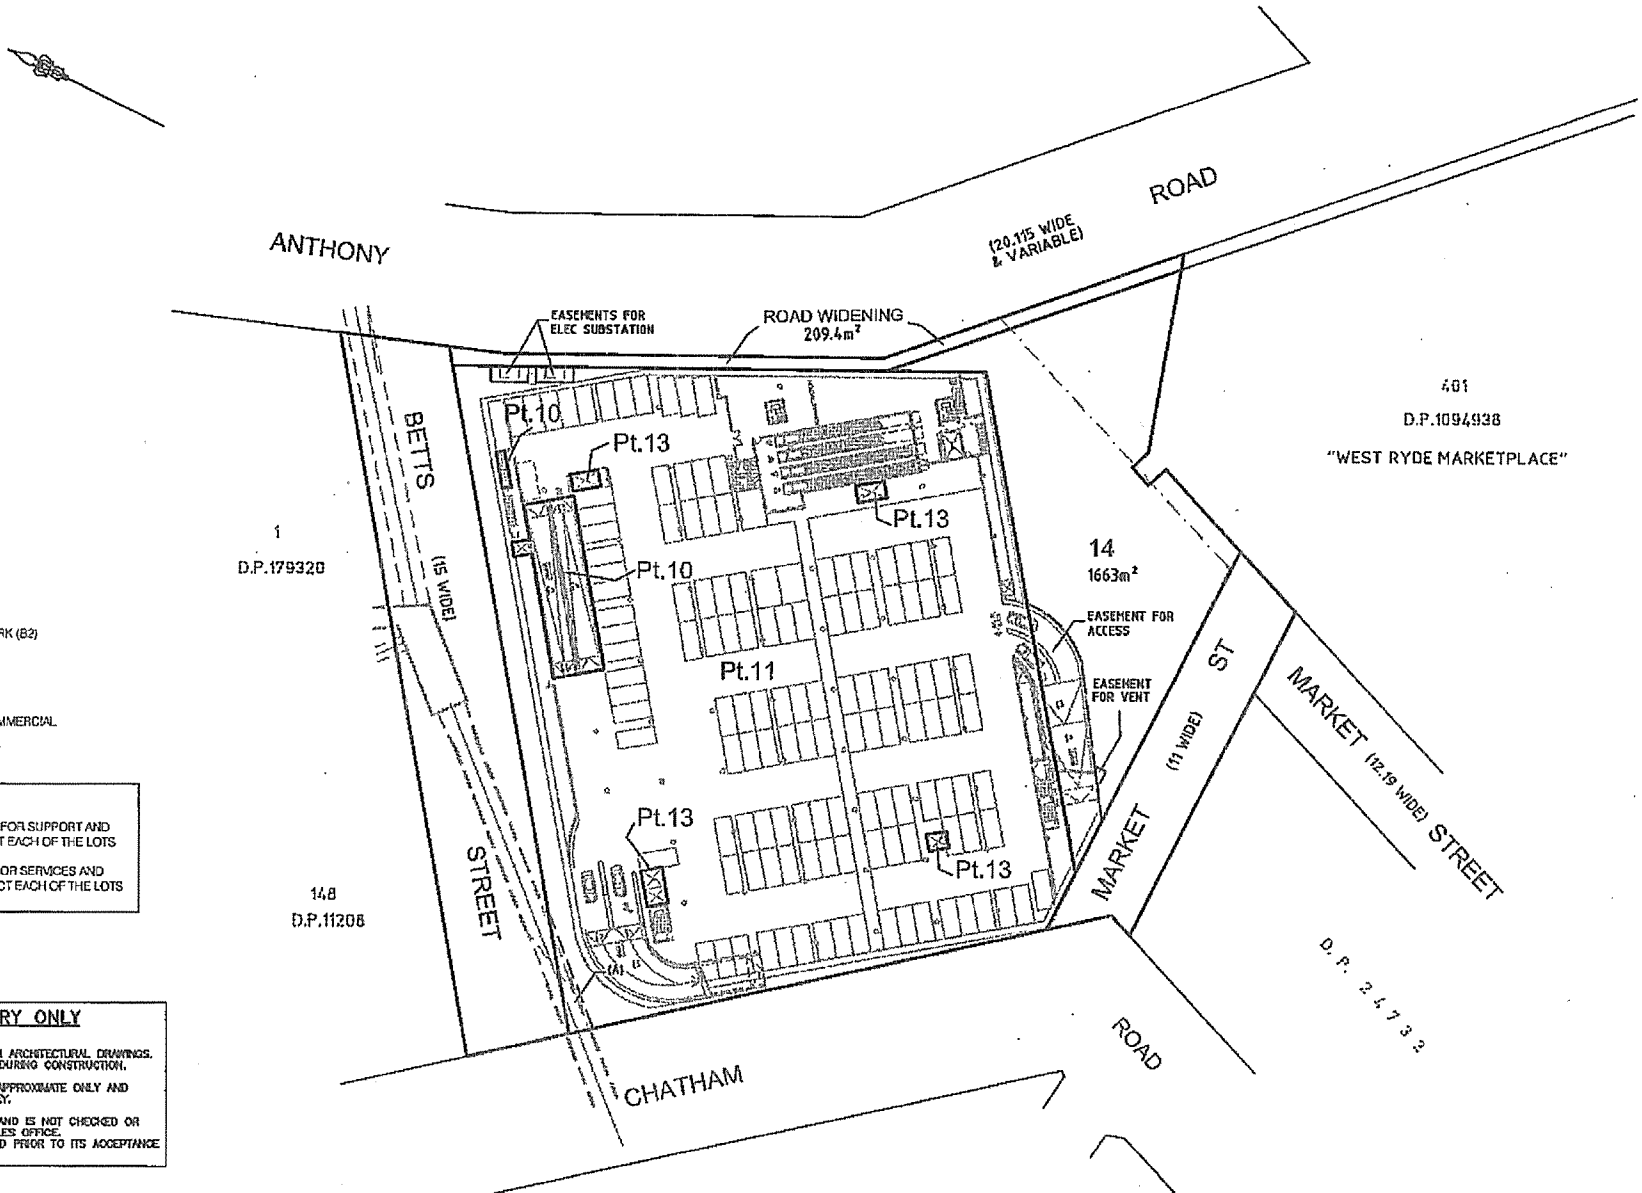 ANTHONY
ROAD
(20.115 WIDE
& VARIABLE)
EASEMENTS FOR
ELEC SUBSTATION
ROAD WIDENING
209.4m²
401
D.P.1094938
"WEST RYDE MARKETPLACE"
BETTS
(15 WIDE)
STREET
Pt.10
Pt.13
Pt.13
Pt.10
Pt.11
1
D.P.179320
14
1663m²
EASEMENT FOR
ACCESS
EASEMENT
FOR VENT
MARKET
(11 WIDE)
ST
MARKET (12.19 WIDE) STREET
RK (B2)
MMERCIAL
FOR SUPPORT AND
T EACH OF THE LOTS
OR SERVICES AND
CT EACH OF THE LOTS
Pt.13
Pt.13
148
D.P.11208
(A)
D.P. 24733
RY ONLY
ARCHITECTURAL DRAWINGS.
DURING CONSTRUCTION.
APPROXIMATE ONLY AND
AND IS NOT CHECKED OR
ES OFFICE.
D PRIOR TO ITS ACCEPTANCE
CHATHAM
ROAD